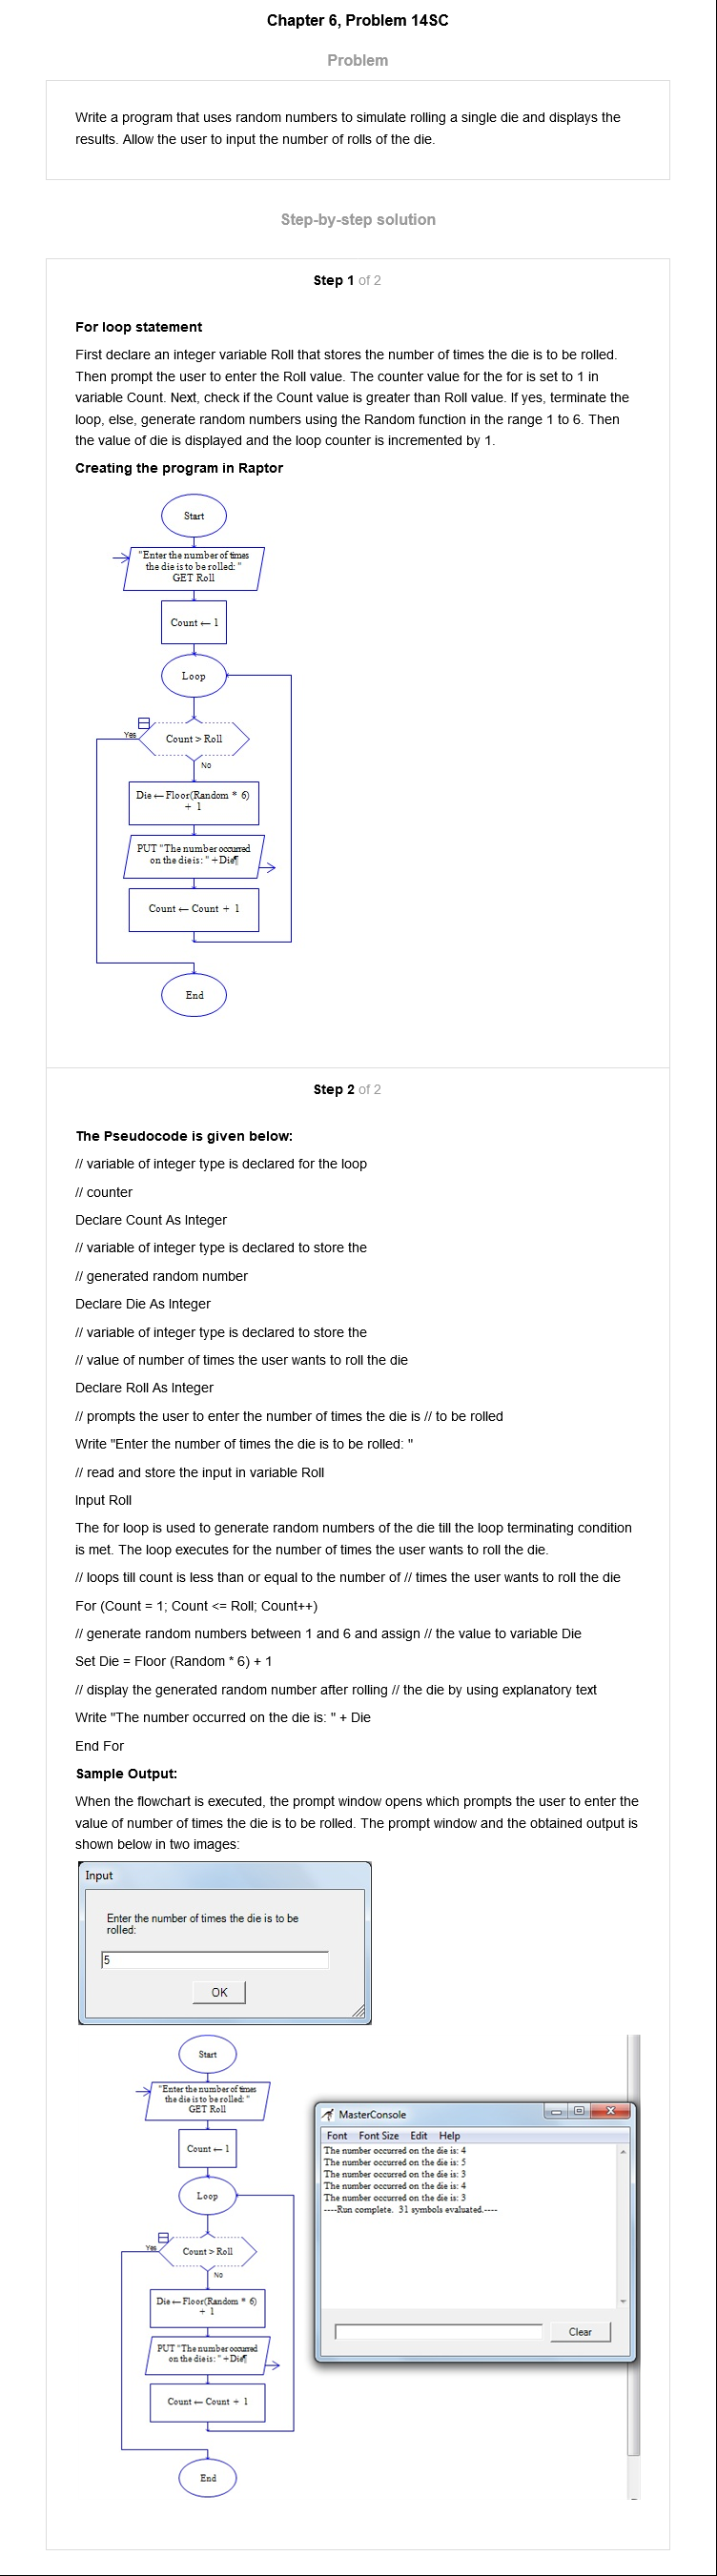 Chapter 6, Problem 14SC
Problem
Write a program that uses random numbers to simulate rolling a single die and displays the
results. Allow the user to input the number of rolls of the die.
Step-by-step solution
Step 1 of 2
For loop statement
First declare an integer variable Roll that stores the number of times the die is to be rolled.
Then prompt the user to enter the Roll value. The counter value for the for is set to 1 in
variable Count. Next, check if the Count value is greater than Roll value. If yes, terminate the
loop, else, generate random numbers using the Random function in the range 1 to 6. Then
the value of die is displayed and the loop counter is incremented by 1.
Creating the program in Raptor
Start
"Enter the number of times
the die is to be rolled: "
GET Roll
Count ← 1
Loop
Count > Roll
Yes
No
Die ← Floor(Random * 6)
+ 1
PUT "The number occurred
on the die is: "+Die¶
Count ← Count + 1
End
Step 2 of 2
The Pseudocode is given below:
// variable of integer type is declared for the loop
// counter
Declare Count As Integer
// variable of integer type is declared to store the
// generated random number
Declare Die As Integer
// variable of integer type is declared to store the
// value of number of times the user wants to roll the die
Declare Roll As Integer
// prompts the user to enter the number of times the die is // to be rolled
Write "Enter the number of times the die is to be rolled: "
// read and store the input in variable Roll
Input Roll
The for loop is used to generate random numbers of the die till the loop terminating condition
is met. The loop executes for the number of times the user wants to roll the die.
// loops till count is less than or equal to the number of // times the user wants to roll the die
For (Count = 1; Count <= Roll; Count++)
// generate random numbers between 1 and 6 and assign // the value to variable Die
Set Die = Floor (Random * 6) + 1
// display the generated random number after rolling // the die by using explanatory text
Write "The number occurred on the die is: " + Die
End For
Sample Output:
When the flowchart is executed, the prompt window opens which prompts the user to enter the
value of number of times the die is to be rolled. The prompt window and the obtained output is
shown below in two images:
Input
Enter the number of times the die is to be
rolled:
5
OK
Start
"Enter the number of times
the die is to be rolled: "
GET Roll
Count ← 1
Loop
Count > Roll
Yes
No
Die ← Floor(Random * 6)
+ 1
PUT "The number occurred
on the die is: "+Die¶
Count ← Count + 1
End
MasterConsole
Font Font Size Edit Help
The number occurred on the die is: 4
The number occurred on the die is: 5
The number occurred on the die is: 3
The number occurred on the die is: 4
The number occurred on the die is: 3
----Run complete. 31 symbols evaluated.----
Clear